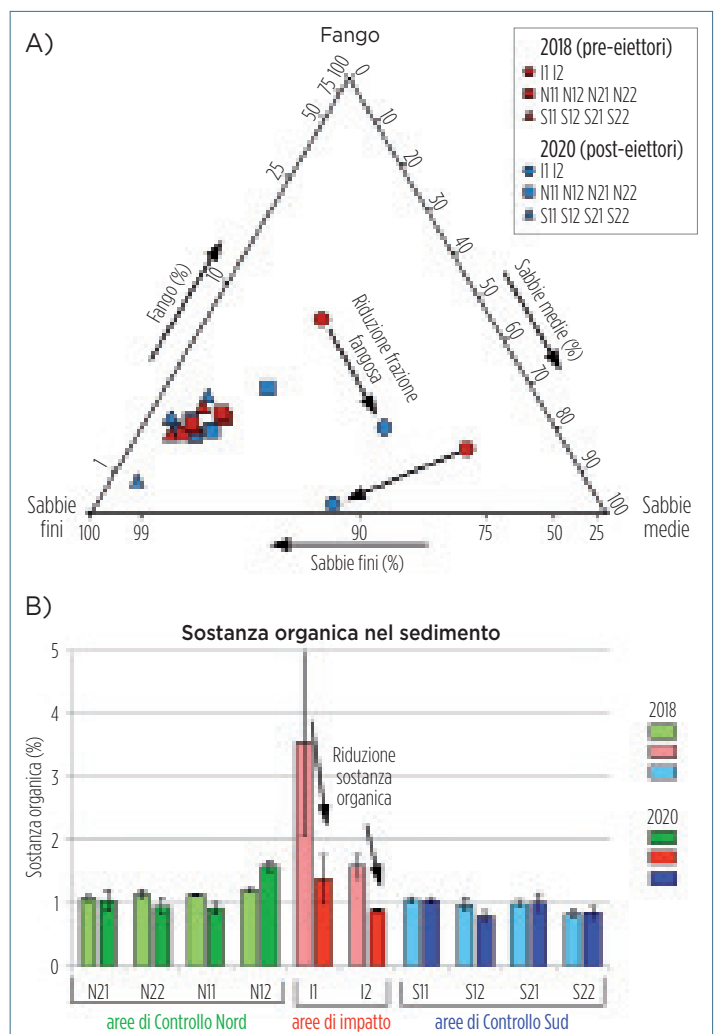 A)
Fango
2018 (pre-eiettori)
I1 I2
N11 N12 N21 N22
S11 S12 S21 S22
2020 (post-eiettori)
I1 I2
N11 N12 N21 N22
S11 S12 S21 S22
100
75
50
25
10
1
0
10
20
30
40
50
60
70
80
90
100
Fango (%)
Sabbie medie (%)
Riduzione frazione
fangosa
Sabbie
fini
Sabbie
medie
100
99
90
75
50
25
Sabbie fini (%)
B)
Sostanza organica nel sedimento
Sostanza organica (%)
5
4
3
2
1
0
Riduzione
sostanza
organica
2018
2020
N21
N22
N11
N12
I1
I2
S11
S12
S21
S22
aree di Controllo Nord
aree di impatto
aree di Controllo Sud